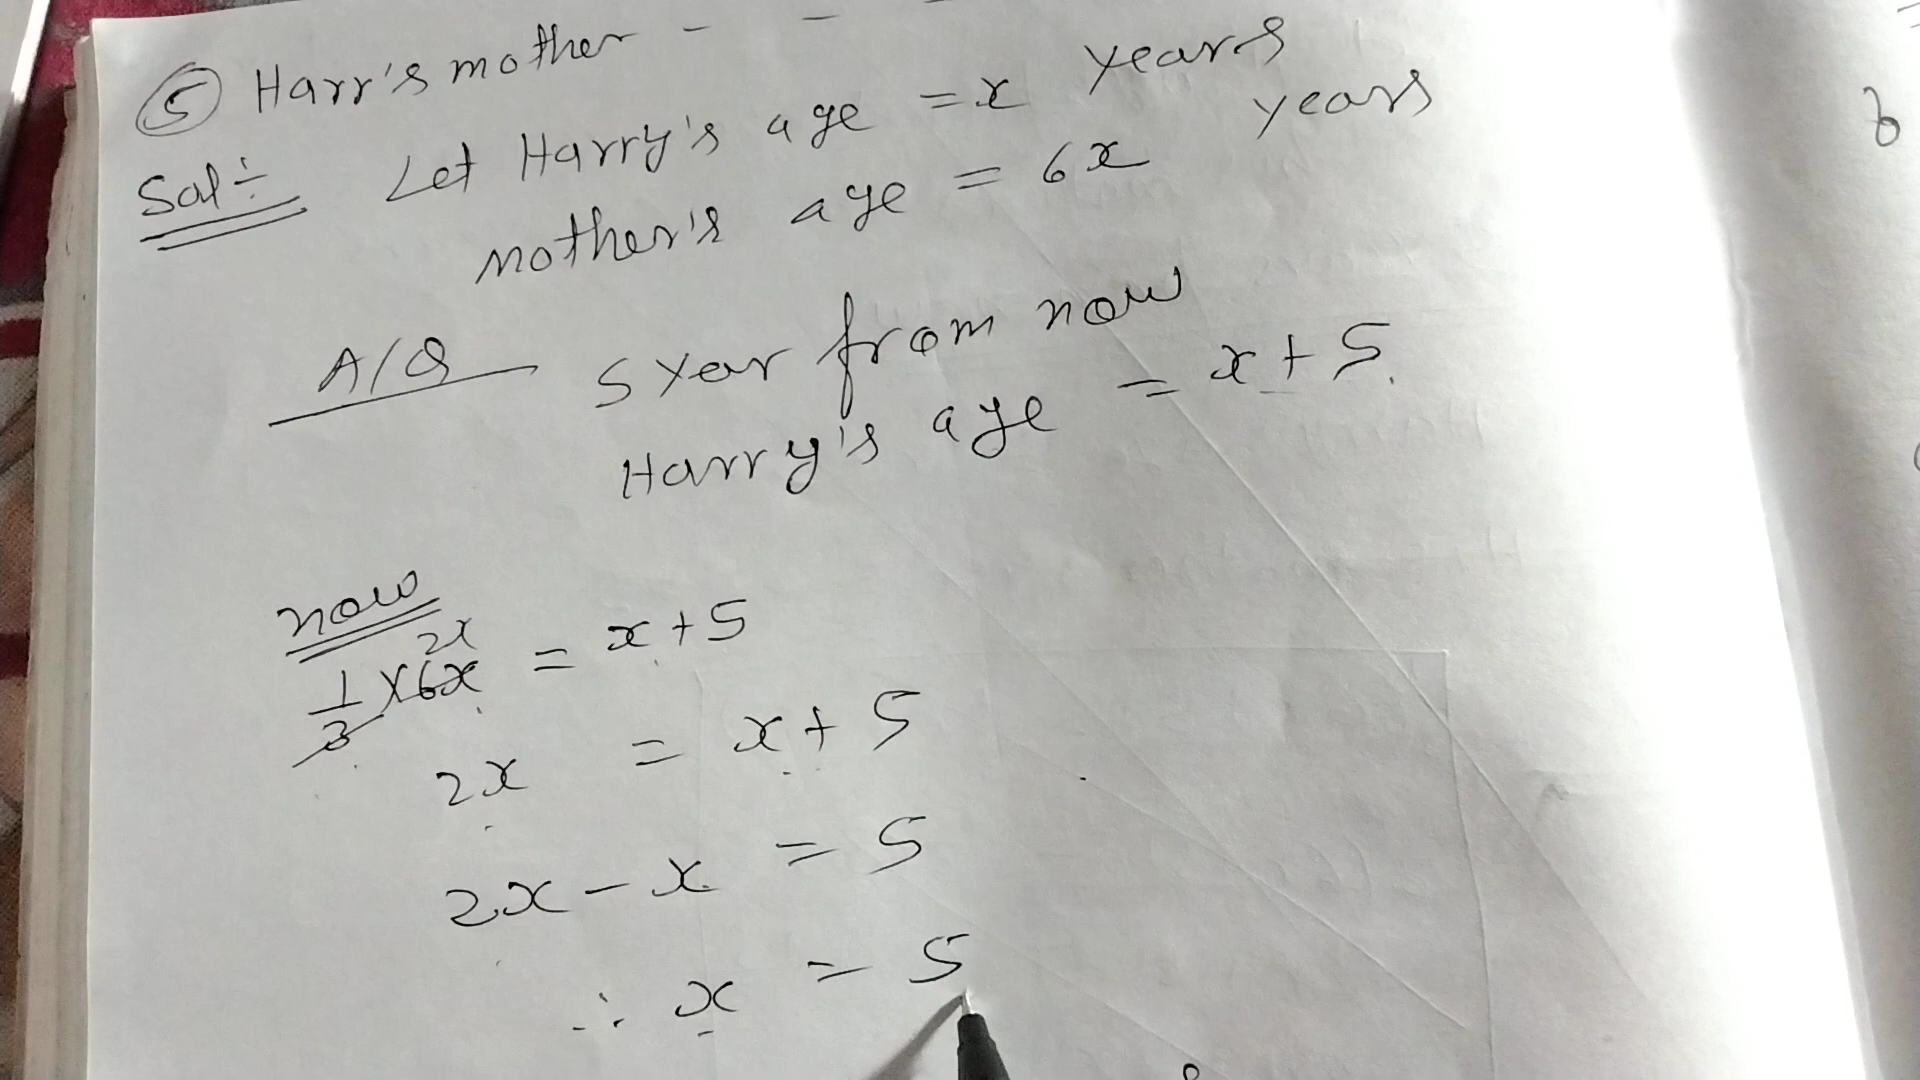 ⑤ Harr's mother - - -
Sol÷ Let Harry's age = x years
Mother's age = 6x years
A/Q 5 year from now
Harry's age = x + 5
now
2x
1/3 × 6x = x + 5
2x = x + 5
2x - x = 5
∴ x = 5